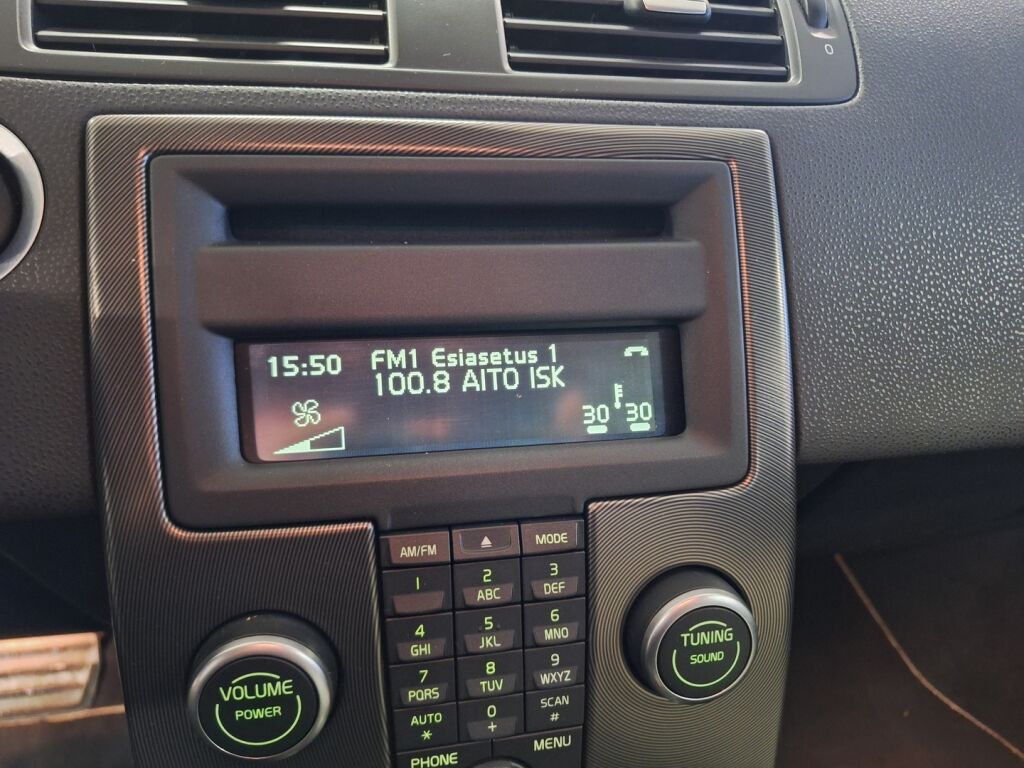 0
15:50
FM1 Esiasetus 1
100.8 AITO ISK
30 30
AM/FM
MODE
1
2
ABC
3
DEF
4
GHI
5
JKL
6
MNO
7
PQRS
8
TUV
9
WXYZ
AUTO
*
0
+
SCAN
#
PHONE
MENU
VOLUME
POWER
TUNING
SOUND